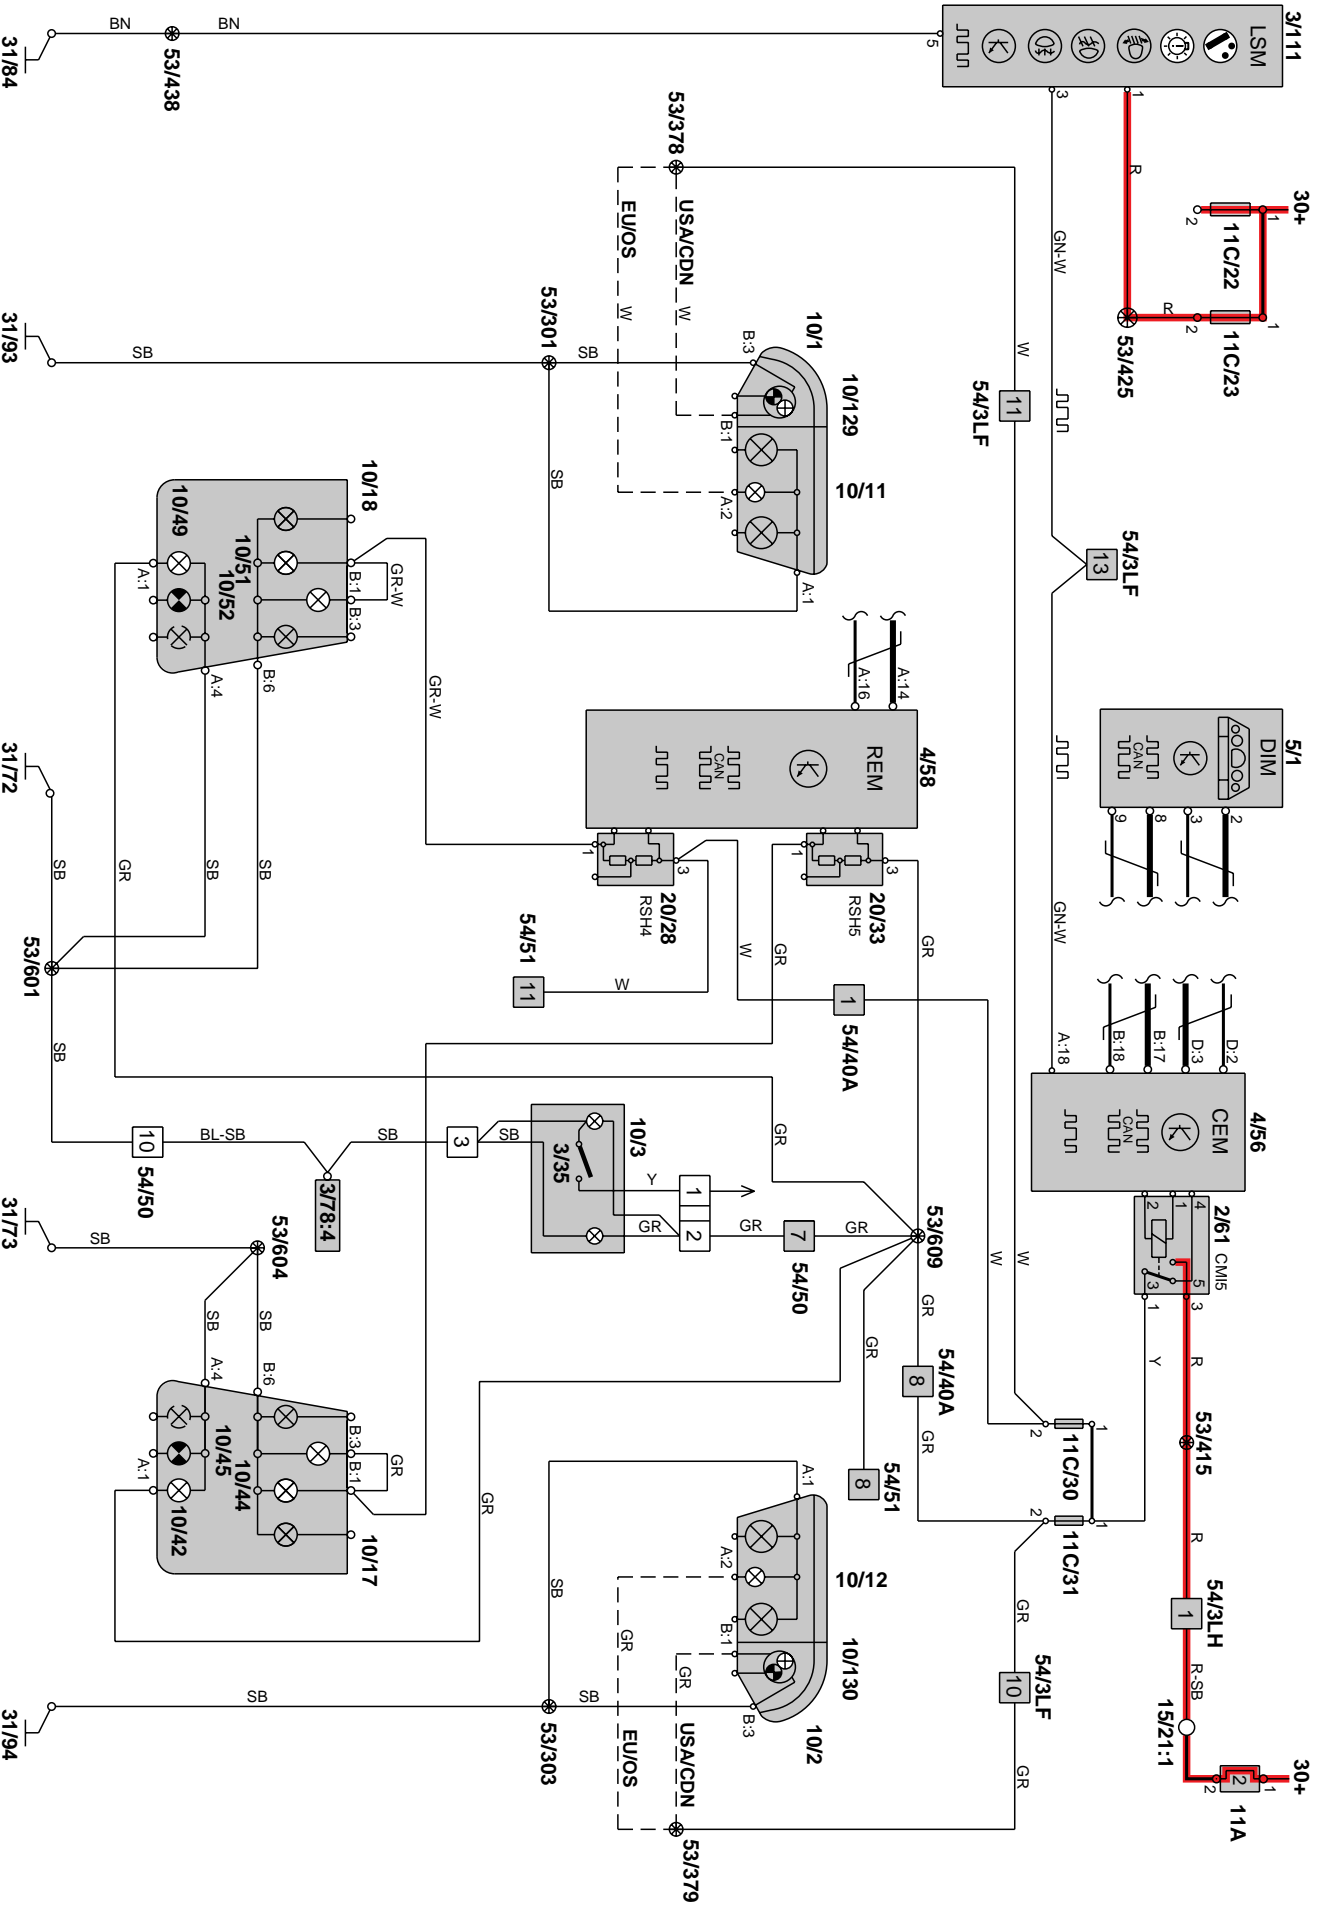 3/111
LSM
5
3
1
BN
BN
53/438
31/84
30+
1
2
11C/22
1
2
11C/23
R
R
53/425
GN-W
53/378
USA/CDN
EU/OS
W
W
W
11
54/3LF
53/301
SB
SB
SB
31/93
10/1
10/129
10/11
B:3
B:1
A:2
A:1
13
54/3LF
5/1
DIM
CAN
9
8
3
2
GN-W
4/58
REM
CAN
A:16
A:14
1
3
20/28
RSH4
1
3
20/33
RSH5
10/18
10/49
10/51
10/52
A:1
B:1
B:3
A:4
B:6
GR-W
GR-W
31/72
SB
GR
SB
SB
53/601
SB
54/51
11
W
W
GR
GR
1
54/40A
4/56
CEM
CAN
A:18
B:18
B:17
D:3
D:2
2/61
CMI5
2
1
4
3
5
1
3
Y
R
53/415
R
1
54/3LH
R-SB
15/21:1
30+
2
1
2
11A
10
54/50
BL-SB
3/78:4
SB
3
SB
10/3
3/35
Y
GR
1
2
GR
7
54/50
GR
GR
53/609
GR
8
54/40A
GR
GR
8
54/51
W
W
2
1
11C/30
2
1
11C/31
GR
10
54/3LF
GR
31/73
SB
53/604
SB
SB
A:4
B:6
10/45
10/44
10/42
10/17
A:1
B:3
B:1
GR
GR
10/12
10/130
10/2
A:1
A:2
B:1
B:3
SB
GR
GR
SB
SB
53/303
31/94
EU/OS
USA/CDN
53/379